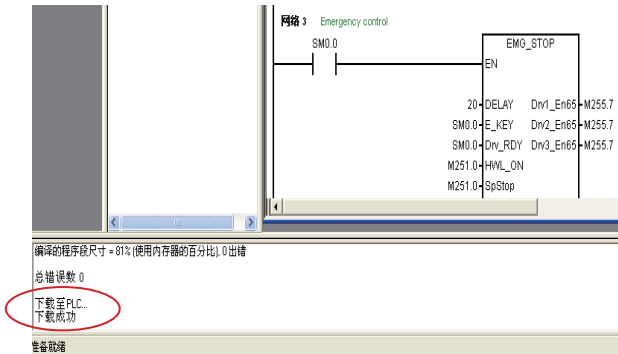 网络 3 Emergency control
SM0.0
EMG_STOP
EN
20 DELAY Drv1_En65 M255.7
SM0.0 E_KEY Drv2_En65 M255.7
SM0.0 Drv_RDY Drv3_En65 M255.7
M251.0 HWL_ON
M251.0 SpStop
编译的程序段尺寸 = 81% (使用内存器的百分比), 0 出错
总错误数 0
下载至PLC...
下载成功
准备就绪